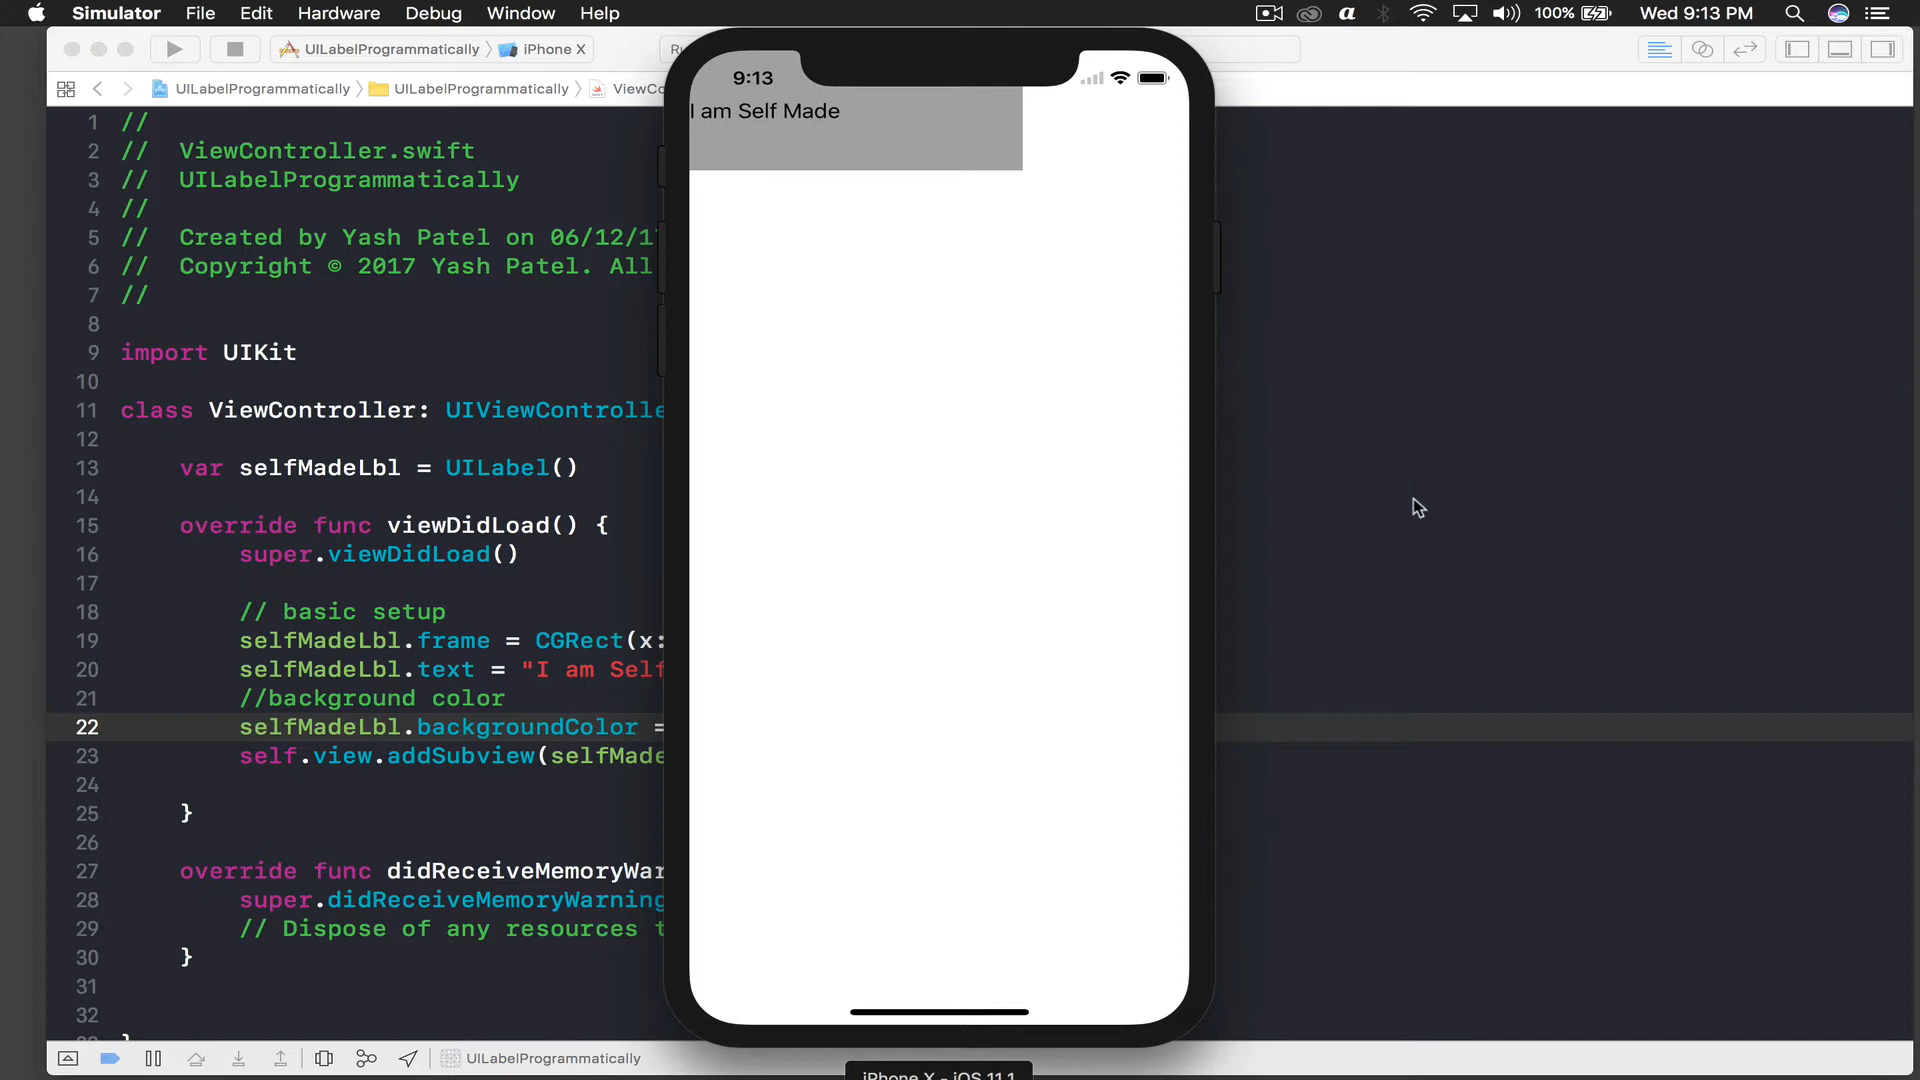 Simulator File Edit Hardware Debug Window Help 100% Wed 9:13 PM
UILabelProgrammatically iPhone X
UILabelProgrammatically UILabelProgrammatically
9:13
I am Self Made
1 //
2 // ViewController.swift
3 // UILabelProgrammatically
4 //
5 // Created by Yash Patel on 06/12/1
6 // Copyright © 2017 Yash Patel. All
7 //
8
9 import UIKit
10
11 class ViewController: UIViewControlle
12
13 var selfMadeLbl = UILabel()
14
15 override func viewDidLoad() {
16 super.viewDidLoad()
17
18 // basic setup
19 selfMadeLbl.frame = CGRect(x:
20 selfMadeLbl.text = "I am Self
21 //background color
22 selfMadeLbl.backgroundColor =
23 self.view.addSubview(selfMade
24
25 }
26
27 override func didReceiveMemoryWar
28 super.didReceiveMemoryWarning
29 // Dispose of any resources t
30 }
31
32
UILabelProgrammatically
iPhone X - iOS 11.1